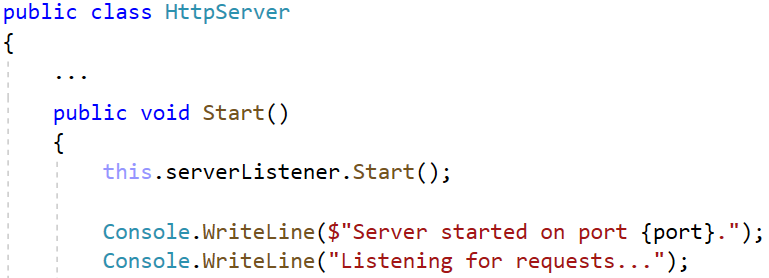 public class HttpServer
{
...
public void Start()
{
this.serverListener.Start();
Console.WriteLine($"Server started on port {port}.");
Console.WriteLine("Listening for requests...");